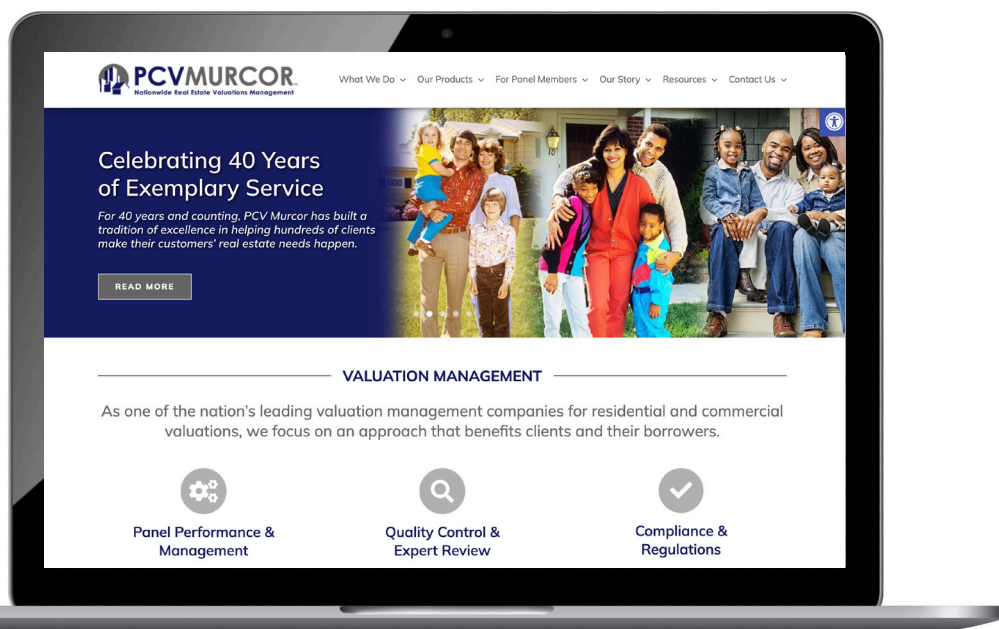 PCVMURCOR
Nationwide Real Estate Valuations Management
What We Do Our Products For Panel Members Our Story Resources Contact Us
Celebrating 40 Years
of Exemplary Service
For 40 years and counting, PCV Murcor has built a
tradition of excellence in helping hundreds of clients
make their customers' real estate needs happen.
READ MORE
VALUATION MANAGEMENT
As one of the nation's leading valuation management companies for residential and commercial
valuations, we focus on an approach that benefits clients and their borrowers.
Panel Performance &
Management
Quality Control &
Expert Review
Compliance &
Regulations